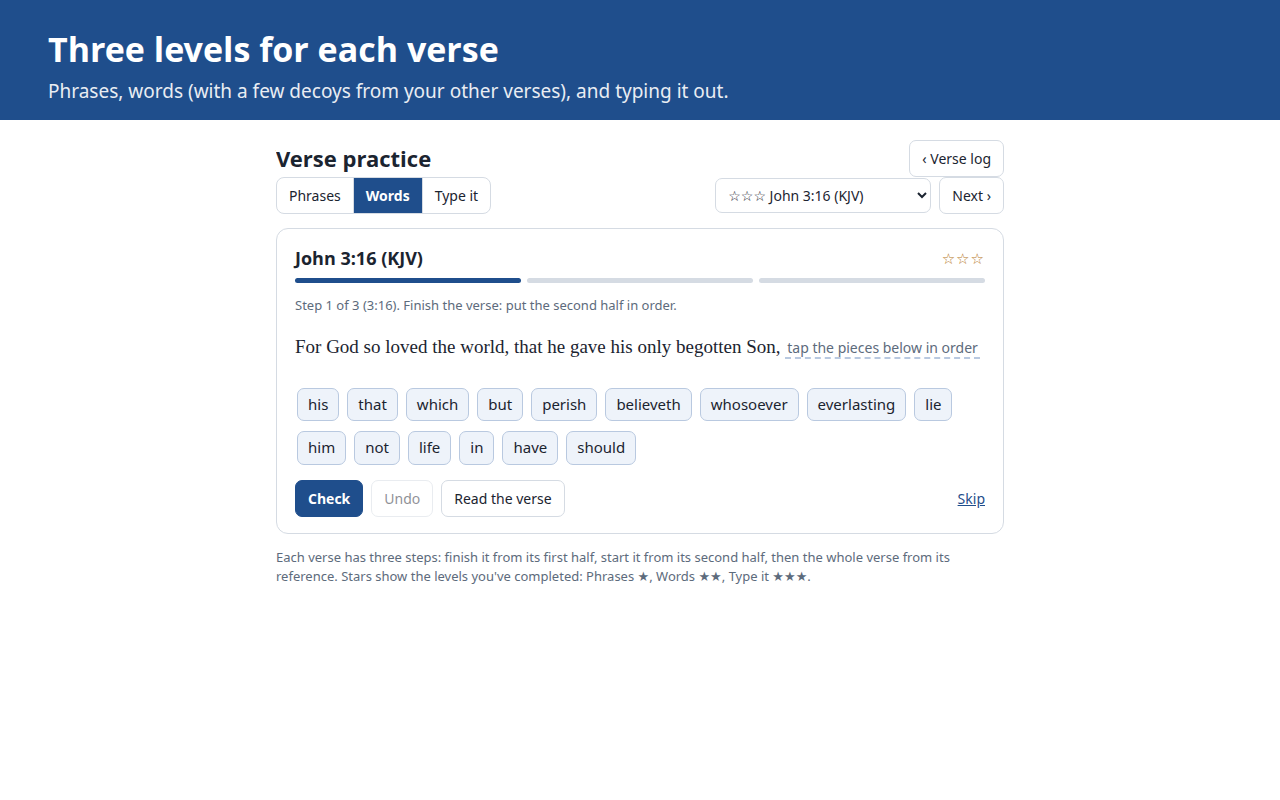 Three levels for each verse
Phrases, words (with a few decoys from your other verses), and typing it out.
Verse practice
‹ Verse log
Phrases Words Type it
☆☆☆ John 3:16 (KJV) Next ›
John 3:16 (KJV) ☆☆☆
Step 1 of 3 (3:16). Finish the verse: put the second half in order.
For God so loved the world, that he gave his only begotten Son, tap the pieces below in order
his that which but perish believeth whosoever everlasting lie
him not life in have should
Check Undo Read the verse Skip
Each verse has three steps: finish it from its first half, start it from its second half, then the whole verse from its
reference. Stars show the levels you've completed: Phrases ★, Words ★★, Type it ★★★.